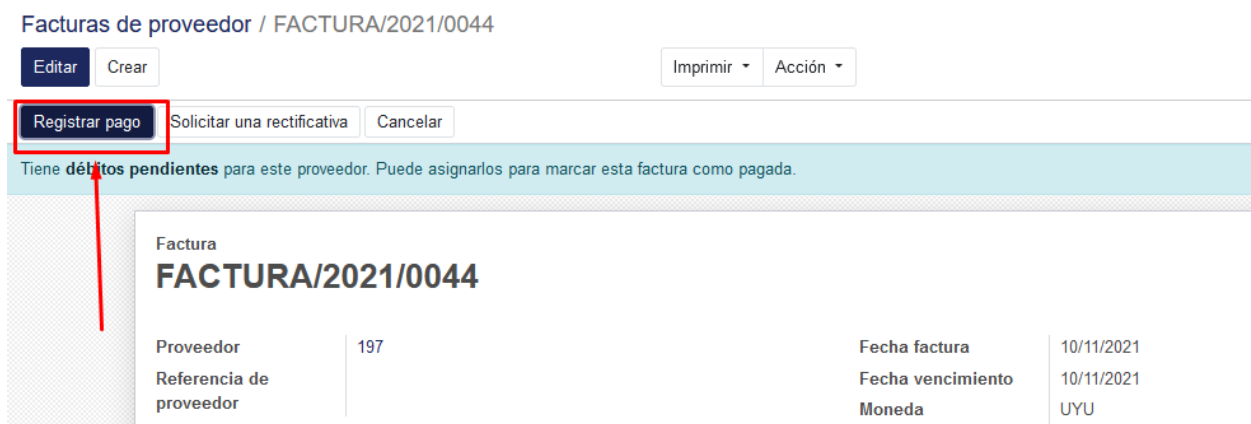 Facturas de proveedor / FACTURA/2021/0044
Editar Crear Imprimir Acción
Registrar pago Solicitar una rectificativa Cancelar
Tiene débitos pendientes para este proveedor. Puede asignarlos para marcar esta factura como pagada.
Factura
FACTURA/2021/0044
Proveedor 197 Fecha factura 10/11/2021
Referencia de proveedor Fecha vencimiento 10/11/2021
Moneda UYU